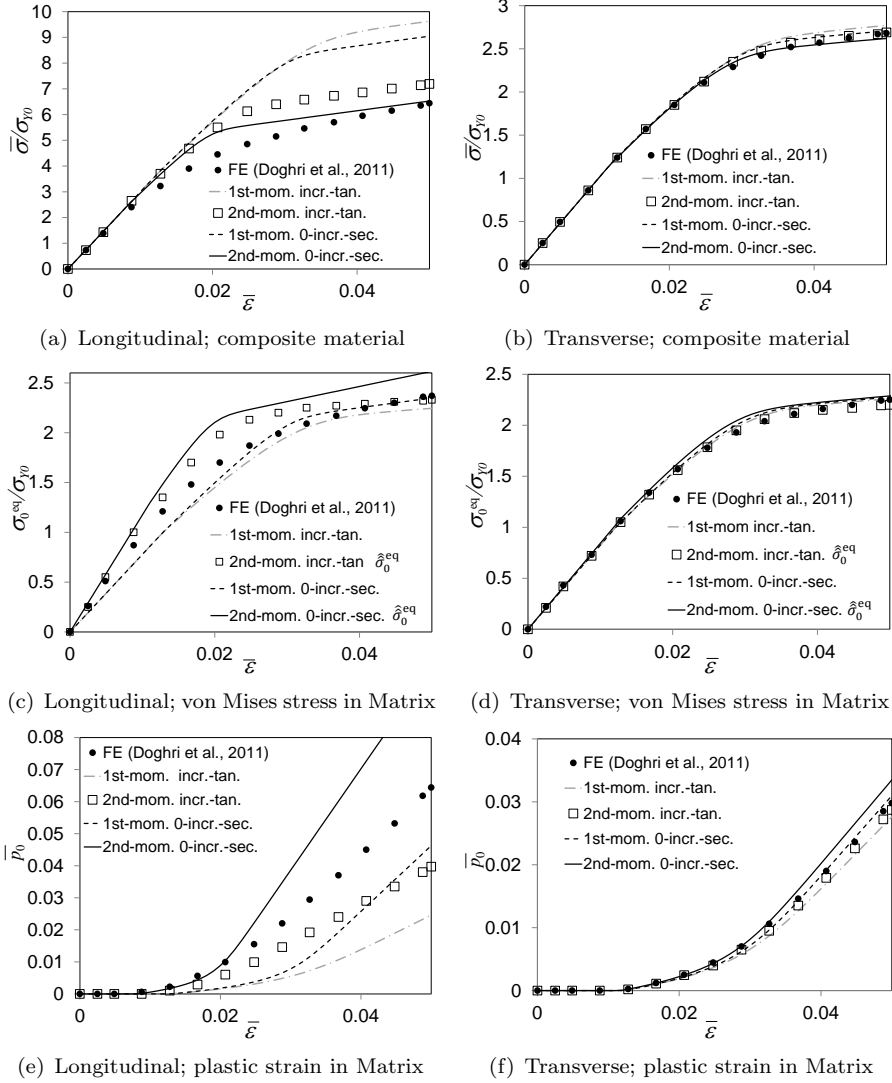 10
9
8
7
6
5
4
3
2
1
0
σ̅/σY0
FE (Doghri et al., 2011)
1st-mom. incr.-tan.
2nd-mom. incr.-tan.
1st-mom. 0-incr.-sec.
2nd-mom. 0-incr.-sec.
0 0.02 0.04
ε̅
(a) Longitudinal; composite material
3
2.5
2
1.5
1
0.5
0
σ̅/σY0
FE (Doghri et al., 2011)
1st-mom. incr.-tan.
2nd-mom. incr.-tan.
1st-mom. 0-incr.-sec.
2nd-mom. 0-incr.-sec.
0 0.02 0.04
ε̅
(b) Transverse; composite material
2.5
2
1.5
1
0.5
0
σ0eq/σY0
FE (Doghri et al., 2011)
1st-mom. incr.-tan.
2nd-mom. incr.-tan σ̂̂0eq
1st-mom. 0-incr.-sec.
2nd-mom. 0-incr.-sec. σ̂̂0eq
0 0.02 0.04
ε̅
(c) Longitudinal; von Mises stress in Matrix
2.5
2
1.5
1
0.5
0
σ0eq/σY0
FE (Doghri et al., 2011)
1st-mom incr.-tan.
2nd-mom. incr.-tan. σ̂̂0eq
1st-mom. 0-incr.-sec.
2nd-mom. 0-incr.-sec. σ̂̂0eq
0 0.02 0.04
ε̅
(d) Transverse; von Mises stress in Matrix
0.08
0.07
0.06
0.05
0.04
0.03
0.02
0.01
0
p̅0
FE (Doghri et al., 2011)
1st-mom. incr.-tan.
2nd-mom. incr.-tan.
1st-mom. 0-incr.-sec.
2nd-mom. 0-incr.-sec.
0 0.02 0.04
ε̅
(e) Longitudinal; plastic strain in Matrix
0.04
0.03
0.02
0.01
0
p̅0
FE (Doghri et al., 2011)
1st-mom. incr.-tan.
2nd-mom. incr.-tan.
1st-mom. 0-incr.-sec.
2nd-mom. 0-incr.-sec.
0 0.02 0.04
ε̅
(f) Transverse; plastic strain in Matrix